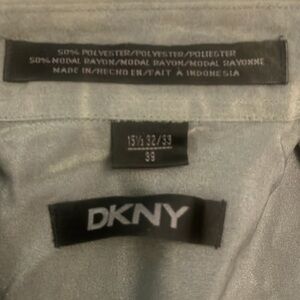 50% POLYESTER/POLYESTER/POLIESTER
50% MODAL RAYON/MODAL RAYON/MODAL RAYONNE
MADE IN/HECHO EN/FAIT À INDONESIA
15½ 32/33
39
DKNY